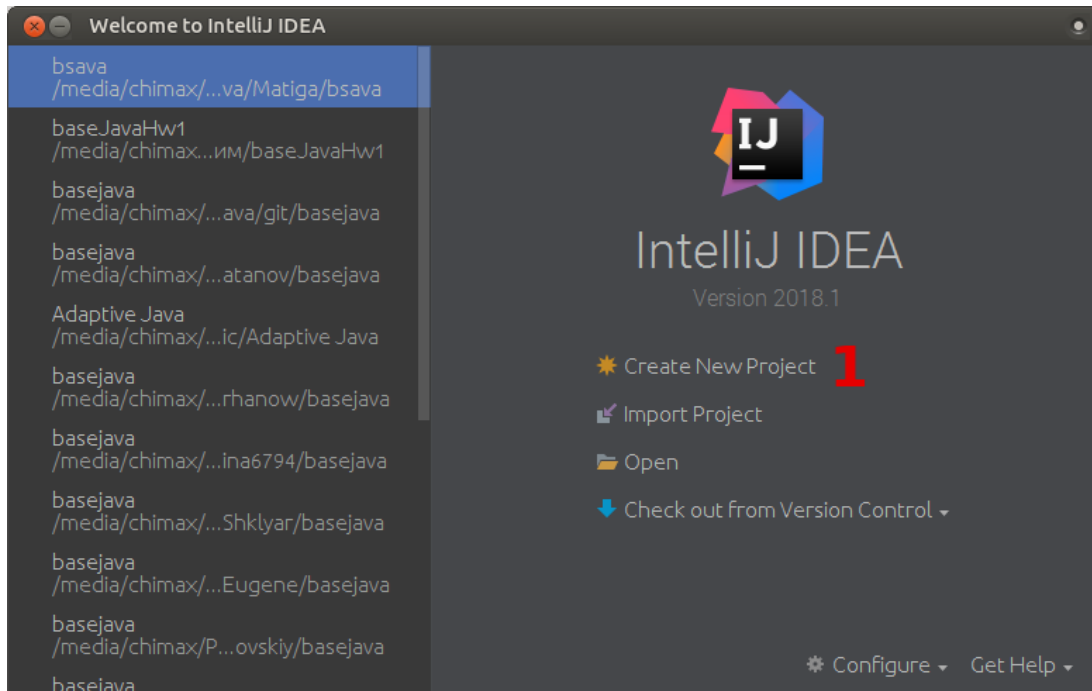 Welcome to IntelliJ IDEA
bsava
/media/chimax/...va/Matiga/bsava
baseJavaHw1
/media/chimax...им/baseJavaHw1
basejava
/media/chimax/...ava/git/basejava
basejava
/media/chimax/...atanov/basejava
Adaptive Java
/media/chimax/...ic/Adaptive Java
basejava
/media/chimax/...rhanow/basejava
basejava
/media/chimax/...ina6794/basejava
basejava
/media/chimax/...Shklyar/basejava
basejava
/media/chimax/...Eugene/basejava
basejava
/media/chimax/P...ovskiy/basejava
basejava
IJ
IntelliJ IDEA
Version 2018.1
Create New Project 1
Import Project
Open
Check out from Version Control
Configure Get Help